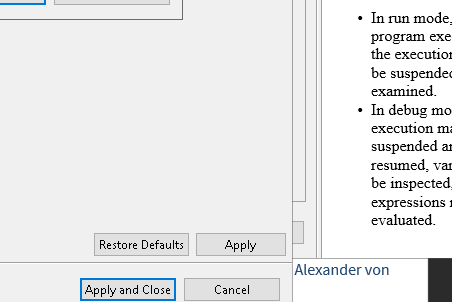 • In run mode,
program exe
the execution
be suspended
examined.
• In debug mo
execution ma
suspended an
resumed, var
be inspected,
expressions
evaluated.
Restore Defaults Apply
Apply and Close Cancel
Alexander von